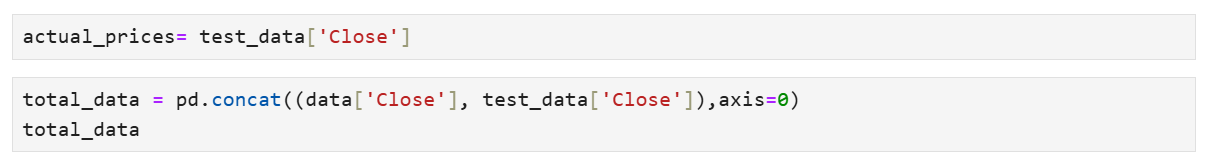 actual_prices= test_data['Close']
total_data = pd.concat((data['Close'], test_data['Close']),axis=0)
total_data